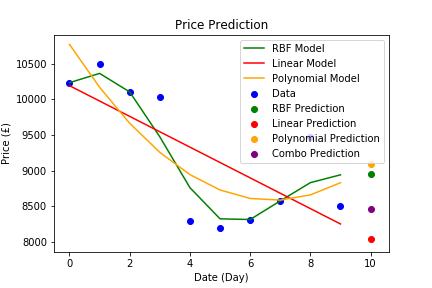 Price Prediction
RBF Model
Linear Model
Polynomial Model
Data
RBF Prediction
Linear Prediction
Polynomial Prediction
Combo Prediction
10500
10000
9500
9000
8500
8000
Price (£)
0 2 4 6 8 10
Date (Day)